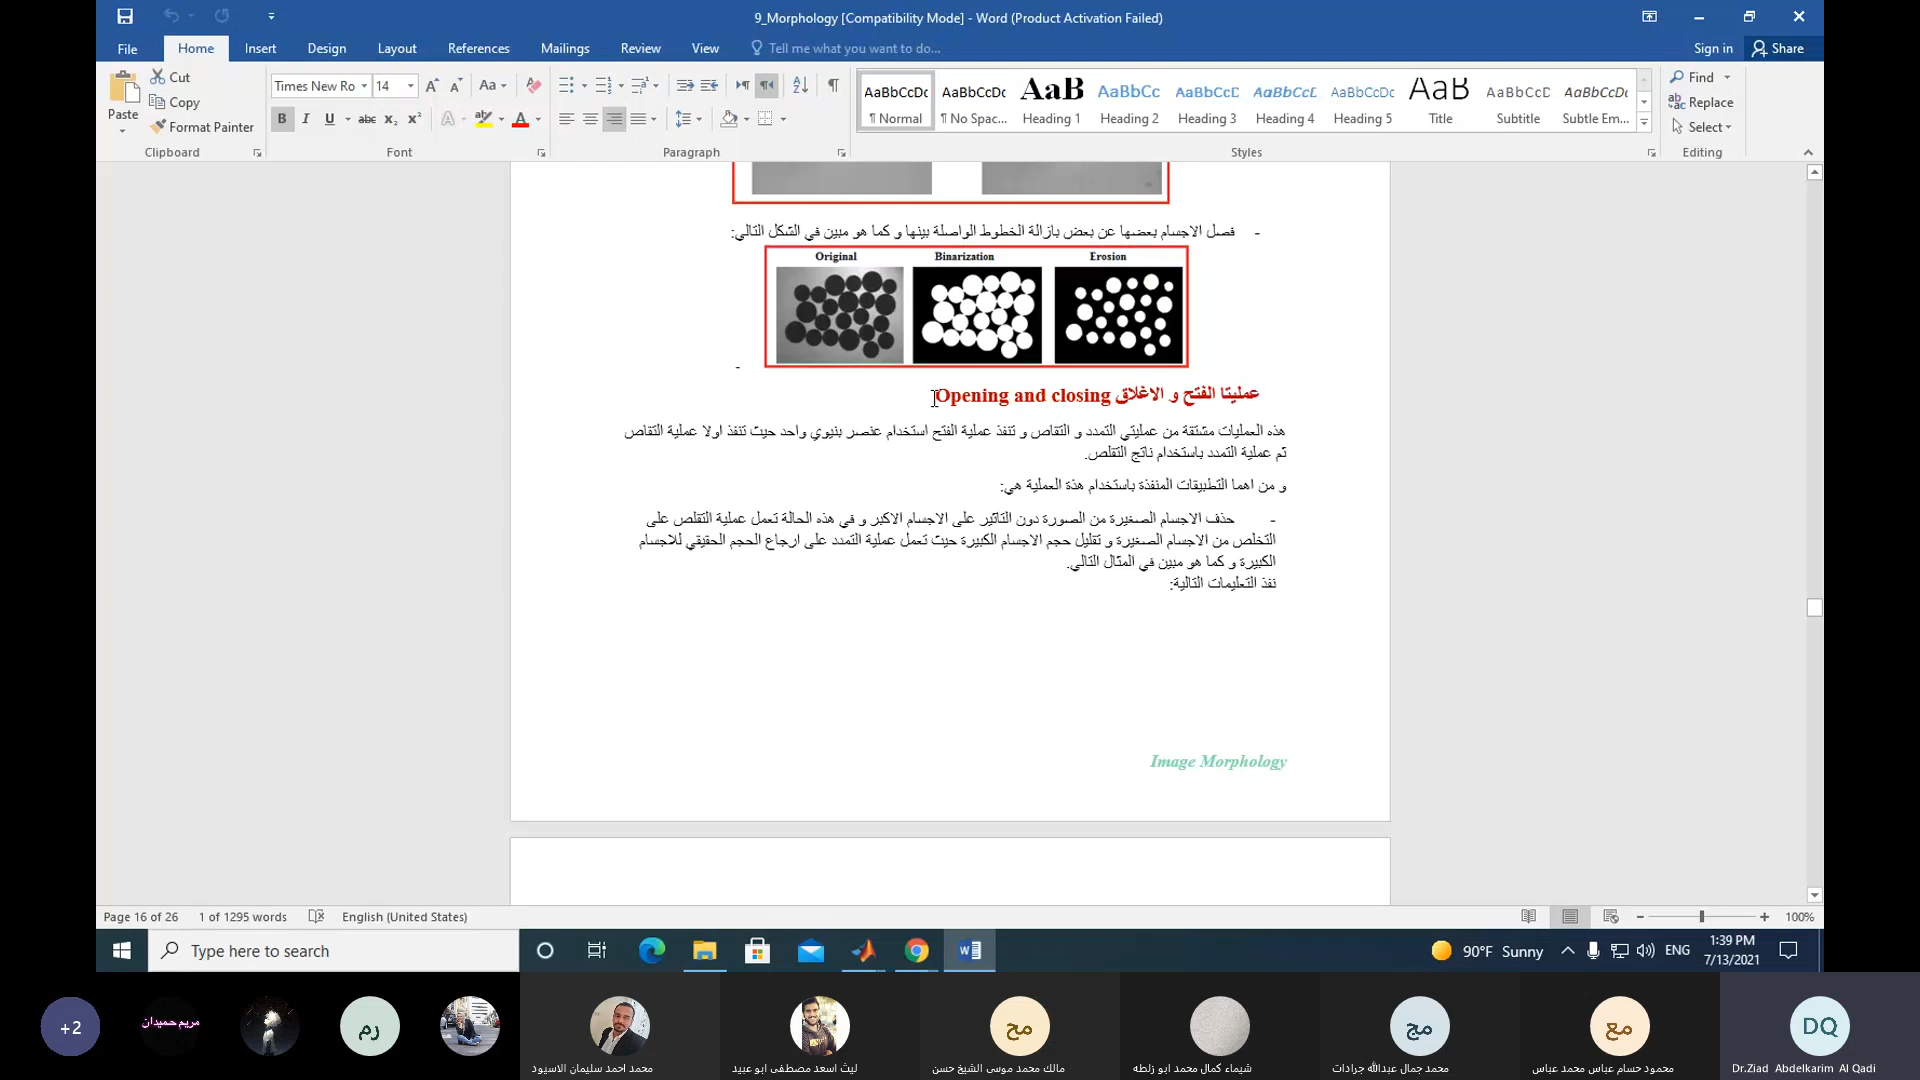 9_Morphology [Compatibility Mode] - Word (Product Activation Failed)
File Home Insert Design Layout References Mailings Review View Tell me what you want to do... Sign in Share
Paste Cut Copy Format Painter
Times New Ro 14
AaBbCcDc AaBbCcDc AaB AaBbCc AaBbCcD AaBbCcD AaBbCcDc AaB AaBbCcD AaBbCcDc
¶ Normal ¶ No Spac... Heading 1 Heading 2 Heading 3 Heading 4 Heading 5 Title Subtitle Subtle Em...
Find Replace Select
Clipboard Font Paragraph Styles Editing
- فصل الاجسام بعضها عن بعض بازالة الخطوط الواصلة بينها و كما هو مبين في الشكل التالي:
Original Binarization Erosion
-
عمليتا الفتح و الاغلاق Opening and closing
هذه العمليات مشتقة من عمليتي التمدد و التقاص و تنفذ عملية الفتح استخدام عنصر بنيوي واحد حيث تنفذ اولا عملية التقاص
ثم عملية التمدد باستخدام ناتج التقلص.
و من اهما التطبيقات المنفذة باستخدام هذة العملية هي:
- حذف الاجسام الصغيرة من الصورة دون التاثير على الاجسام الاكبر و في هذه الحالة تعمل عملية التقلص على
التخلص من الاجسام الصغيرة و تقليل حجم الاجسام الكبيرة حيث تعمل عملية التمدد على ارجاع الحجم الحقيقي للاجسام
الكبيرة و كما هو مبين في المثال التالي.
نفذ التعليمات التالية:
Image Morphology
Page 16 of 26 1 of 1295 words English (United States) 100%
Type here to search 90°F Sunny ENG 1:39 PM
7/13/2021
+2 مريم حميدان رم مح مج مع DQ
محمد احمد سليمان الاسيود ليث اسعد مصطفى ابو عبيد مالك محمد موسى الشيخ حسن شيماء كمال محمد ابو زلطه محمد جمال عبدالله جرادات محمود حسام عباس محمد عباس Dr.Ziad Abdelkarim Al Qadi